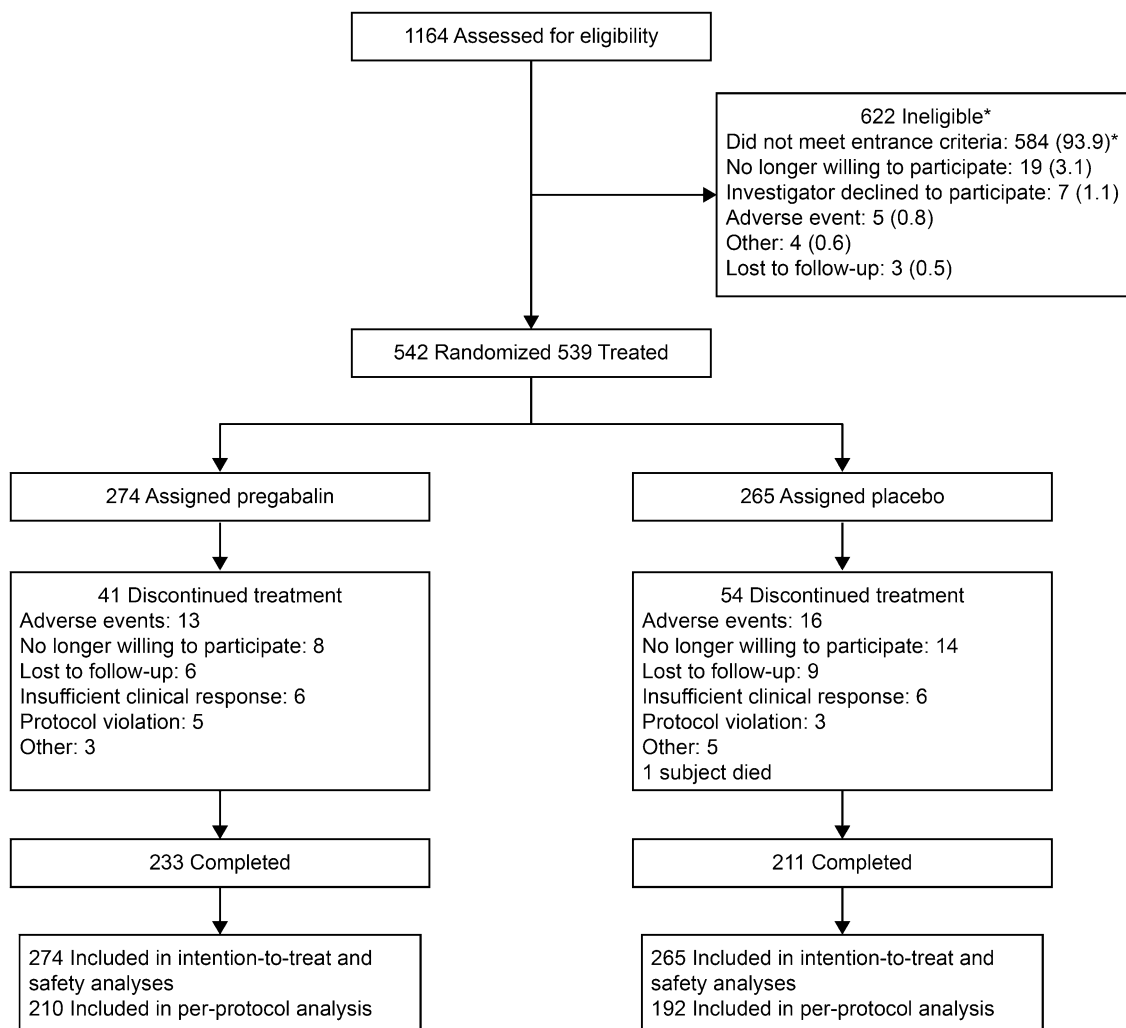 1164 Assessed for eligibility
622 Ineligible*
Did not meet entrance criteria: 584 (93.9)*
No longer willing to participate: 19 (3.1)
Investigator declined to participate: 7 (1.1)
Adverse event: 5 (0.8)
Other: 4 (0.6)
Lost to follow-up: 3 (0.5)
542 Randomized 539 Treated
274 Assigned pregabalin
265 Assigned placebo
41 Discontinued treatment
Adverse events: 13
No longer willing to participate: 8
Lost to follow-up: 6
Insufficient clinical response: 6
Protocol violation: 5
Other: 3
54 Discontinued treatment
Adverse events: 16
No longer willing to participate: 14
Lost to follow-up: 9
Insufficient clinical response: 6
Protocol violation: 3
Other: 5
1 subject died
233 Completed
211 Completed
274 Included in intention-to-treat and
safety analyses
210 Included in per-protocol analysis
265 Included in intention-to-treat and
safety analyses
192 Included in per-protocol analysis